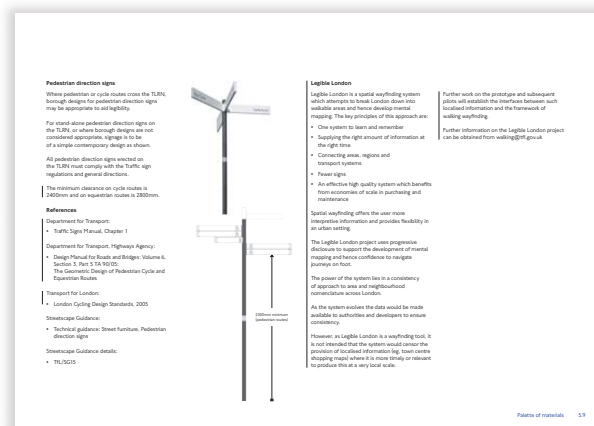 Pedestrian direction signs
Where pedestrian or cycle routes cross the TLRN,
borough designs for pedestrian direction signs
may be appropriate to aid legibility.
For stand-alone pedestrian direction signs on
the TLRN, or where borough designs are not
considered appropriate, signage is to be
of a simple contemporary design as shown.
All pedestrian direction signs erected on
the TLRN must comply with the Traffic sign
regulations and general directions.
The minimum clearance on cycle routes is
2400mm and on equestrian routes is 2800mm.
References
Department for Transport:
• Traffic Signs Manual, Chapter 1
Department for Transport, Highways Agency:
• Design Manual for Roads and Bridges: Volume 6,
Section 3, Part 5 TA 90/05:
The Geometric Design of Pedestrian Cycle and
Equestrian Routes
Transport for London:
• London Cycling Design Standards, 2005
Streetscape Guidance:
• Technical guidance: Street furniture, Pedestrian
direction signs
Streetscape Guidance details:
• TfL/SG15
2300mm minimum
(pedestrian routes)
Legible London
Legible London is a spatial wayfinding system
which attempts to break London down into
walkable areas and hence develop mental
mapping. The key principles of this approach are:
• One system to learn and remember
• Supplying the right amount of information at
the right time
• Connecting areas, regions and
transport systems
• Fewer signs
• An effective high quality system which benefits
from economies of scale in purchasing and
maintenance
Spatial wayfinding offers the user more
interpretive information and provides flexibility in
an urban setting.
The Legible London project uses progressive
disclosure to support the development of mental
mapping and hence confidence to navigate
journeys on foot.
The power of the system lies in a consistency
of approach to area and neighbourhood
nomenclature across London.
As the system evolves the data would be made
available to authorities and developers to ensure
consistency.
However, as Legible London is a wayfinding tool, it
is not intended that the system would censor the
provision of localised information (eg. town centre
shopping maps) where it is more timely or relevant
to produce this at a very local scale.
Further work on the prototype and subsequent
pilots will establish the interfaces between such
localised information and the framework of
walking wayfinding.
Further information on the Legible London project
can be obtained from walking@tfl.gov.uk
Palette of materials 59